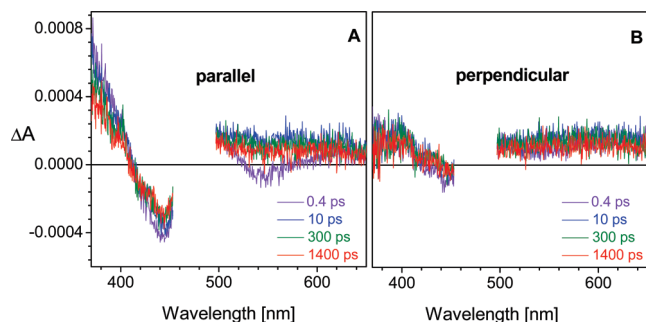 0.0008
0.0004
0.0000
-0.0004
ΔA
A
parallel
0.4 ps
10 ps
300 ps
1400 ps
400
500
600
Wavelength [nm]
B
perpendicular
0.4 ps
10 ps
300 ps
1400 ps
400
500
600
Wavelength [nm]